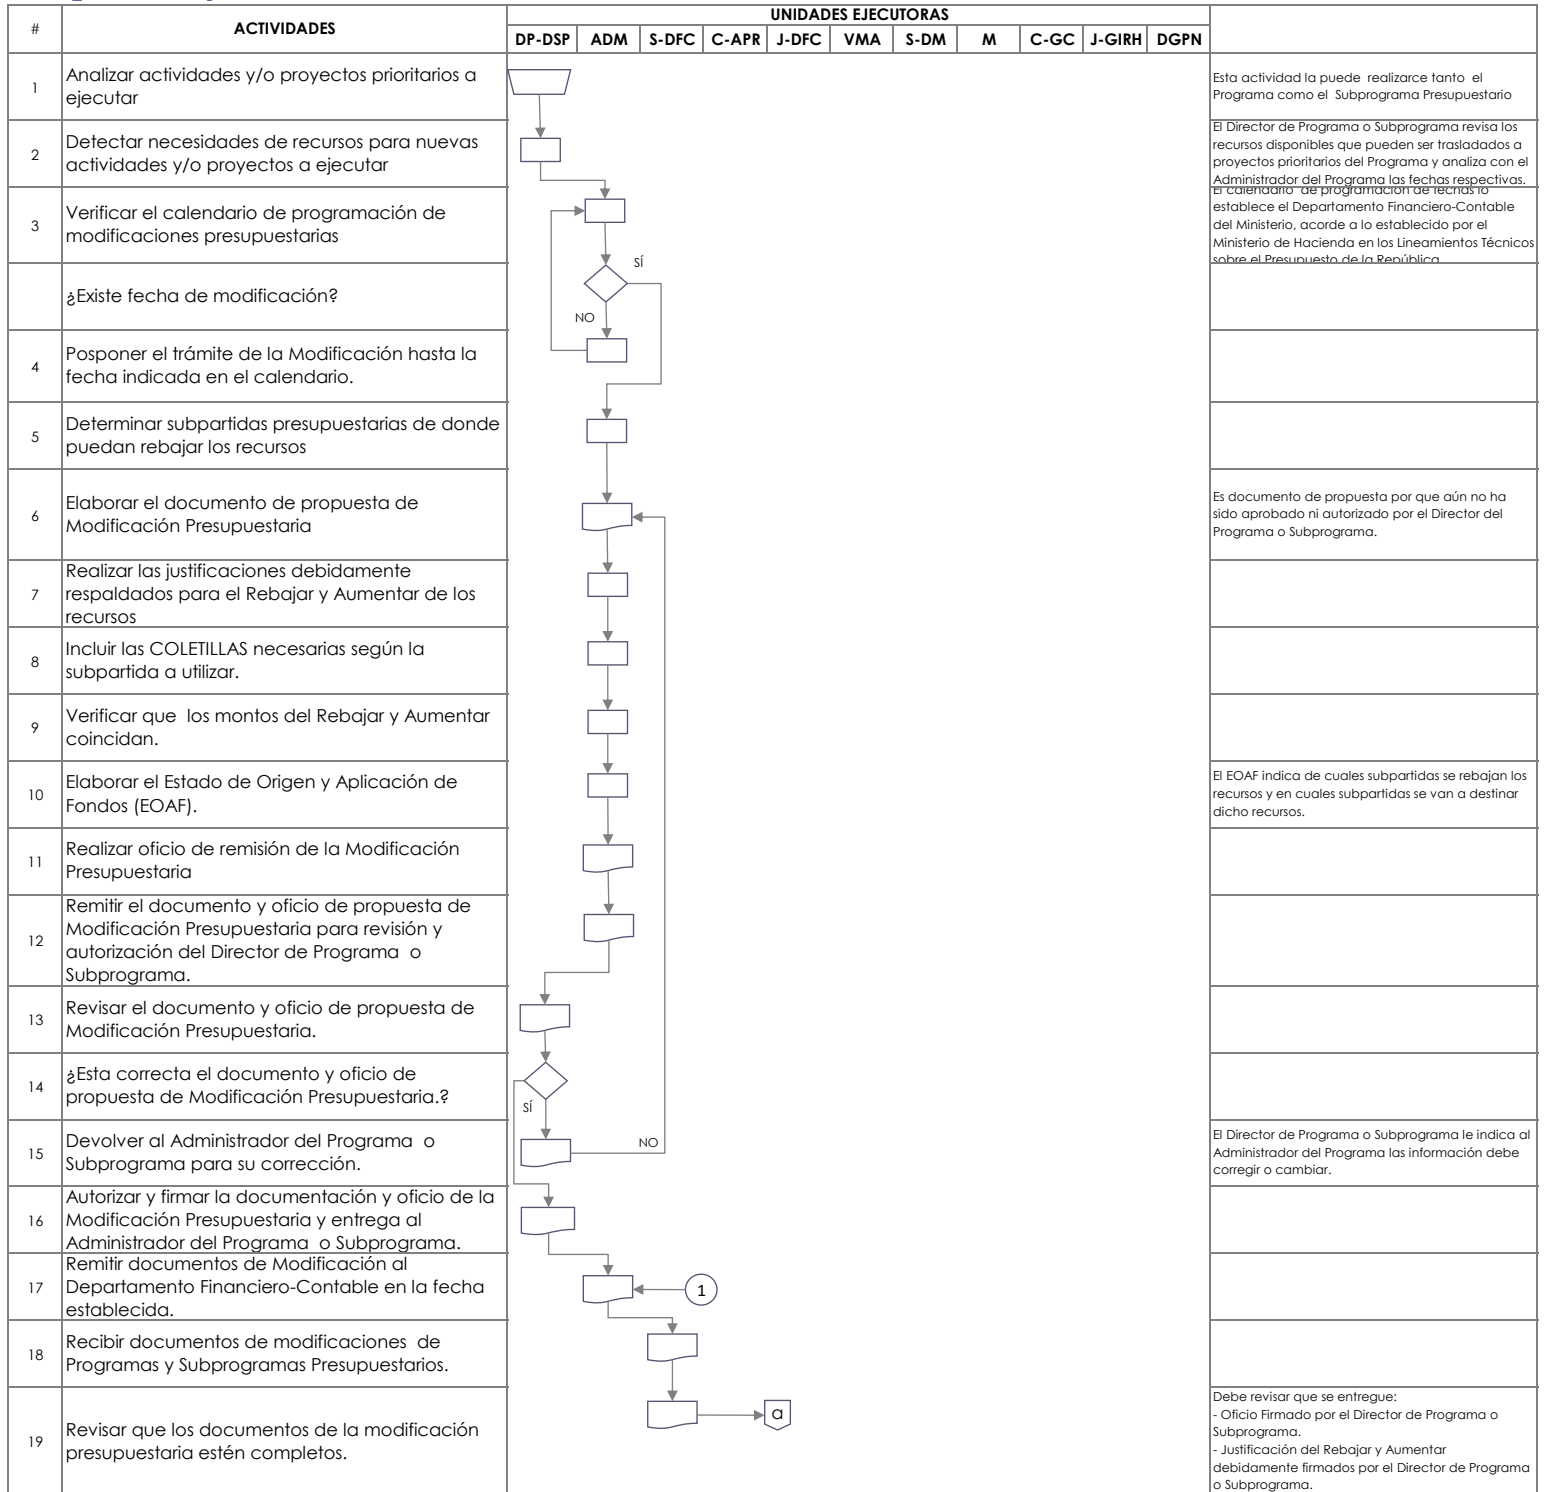 #
ACTIVIDADES
UNIDADES EJECUTORAS
DP-DSP ADM S-DFC C-APR J-DFC VMA S-DM M C-GC J-GIRH DGPN
1
Analizar actividades y/o proyectos prioritarios a
ejecutar
Esta actividad la puede realizarce tanto el
Programa como el Subprograma Presupuestario
2
Detectar necesidades de recursos para nuevas
actividades y/o proyectos a ejecutar
El Director de Programa o Subprograma revisa los
recursos disponibles que pueden ser trasladados a
proyectos prioritarios del Programa y analiza con el
Administrador del Programa las fechas respectivas.
3
Verificar el calendario de programación de
modificaciones presupuestarias
El calendario de programación de fechas lo
establece el Departamento Financiero-Contable
del Ministerio, acorde a lo establecido por el
Ministerio de Hacienda en los Lineamientos Técnicos
sobre el Presupuesto de la República
¿Existe fecha de modificación?
SÍ
NO
4
Posponer el trámite de la Modificación hasta la
fecha indicada en el calendario.
5
Determinar subpartidas presupuestarias de donde
puedan rebajar los recursos
6
Elaborar el documento de propuesta de
Modificación Presupuestaria
Es documento de propuesta por que aún no ha
sido aprobado ni autorizado por el Director del
Programa o Subprograma.
7
Realizar las justificaciones debidamente
respaldados para el Rebajar y Aumentar de los
recursos
8
Incluir las COLETILLAS necesarias según la
subpartida a utilizar.
9
Verificar que los montos del Rebajar y Aumentar
coincidan.
10
Elaborar el Estado de Origen y Aplicación de
Fondos (EOAF).
El EOAF indica de cuales subpartidas se rebajan los
recursos y en cuales subpartidas se van a destinar
dicho recursos.
11
Realizar oficio de remisión de la Modificación
Presupuestaria
12
Remitir el documento y oficio de propuesta de
Modificación Presupuestaria para revisión y
autorización del Director de Programa o
Subprograma.
13
Revisar el documento y oficio de propuesta de
Modificación Presupuestaria.
14
¿Esta correcta el documento y oficio de
propuesta de Modificación Presupuestaria.?
SÍ
15
Devolver al Administrador del Programa o
Subprograma para su corrección.
NO
El Director de Programa o Subprograma le indica al
Administrador del Programa las información debe
corregir o cambiar.
16
Autorizar y firmar la documentación y oficio de la
Modificación Presupuestaria y entrega al
Administrador del Programa o Subprograma.
17
Remitir documentos de Modificación al
Departamento Financiero-Contable en la fecha
establecida.
1
18
Recibir documentos de modificaciones de
Programas y Subprogramas Presupuestarios.
19
Revisar que los documentos de la modificación
presupuestaria estén completos.
a
Debe revisar que se entregue:
- Oficio Firmado por el Director de Programa o
Subprograma.
- Justificación del Rebajar y Aumentar
debidamente firmados por el Director de Programa
o Subprograma.